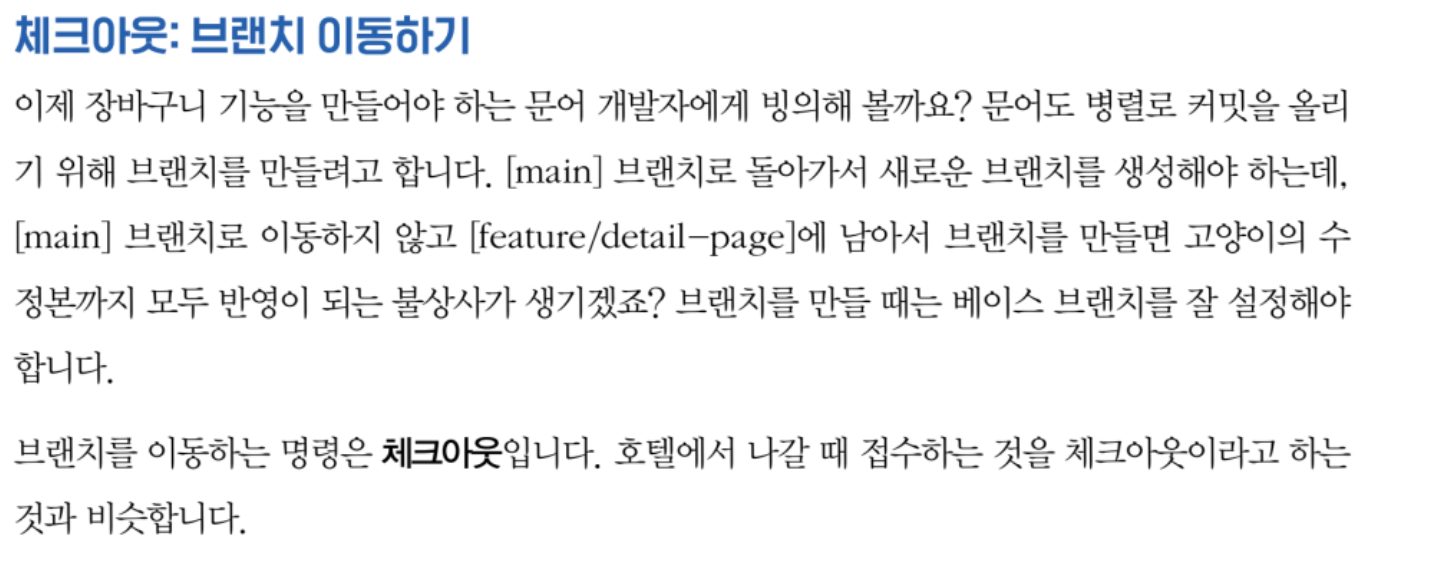 체크아웃: 브랜치 이동하기
이제 장바구니 기능을 만들어야 하는 문어 개발자에게 빙의해 볼까요? 문어도 병렬로 커밋을 올리
기 위해 브랜치를 만들려고 합니다. [main] 브랜치로 돌아가서 새로운 브랜치를 생성해야 하는데,
[main] 브랜치로 이동하지 않고 [feature/detail-page]에 남아서 브랜치를 만들면 고양이의 수
정본까지 모두 반영이 되는 불상사가 생기겠죠? 브랜치를 만들 때는 베이스 브랜치를 잘 설정해야
합니다.
브랜치를 이동하는 명령은 체크아웃입니다. 호텔에서 나갈 때 접수하는 것을 체크아웃이라고 하는
것과 비슷합니다.